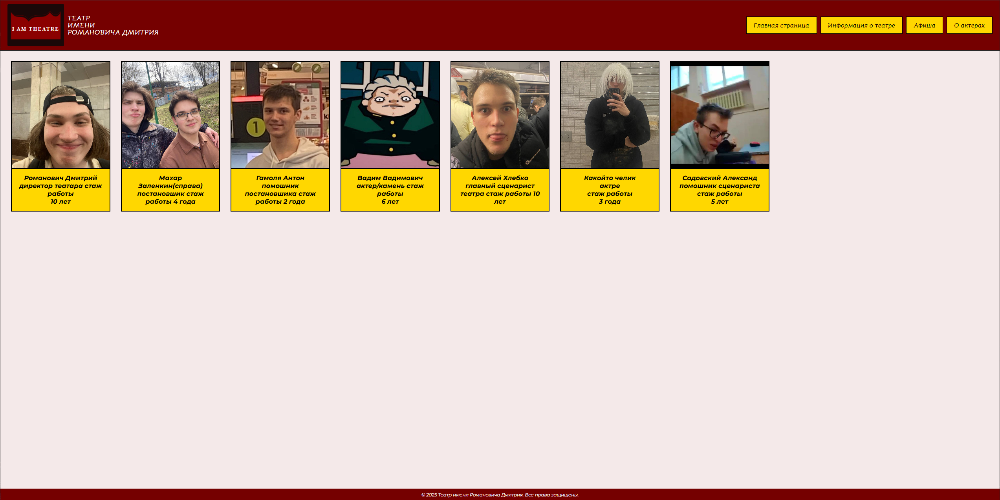 I AM THEATRE
ТЕАТР
ИМЕНИ
РОМАНОВИЧА ДМИТРИЯ
Главная страница
Информация о театре
Афиша
О актерах
1
Романович Дмитрий
директор театара стаж
работы
10 лет
Махар
Заленкин(справа)
постановшик стаж
работы 4 года
Гамоля Антон
помошник
постановшика стаж
работы 2 года
Вадим Вадимович
актер/камень стаж
работы
6 лет
Алексей Хлебко
главный сценарист
театра стаж работы 10
лет
Какойто челик
актре
стаж работы
3 года
Садовский Александ
помошник сценариста
стаж работы
5 лет
© 2025 Театр имени Романовича Дмитрия. Все права защищены.